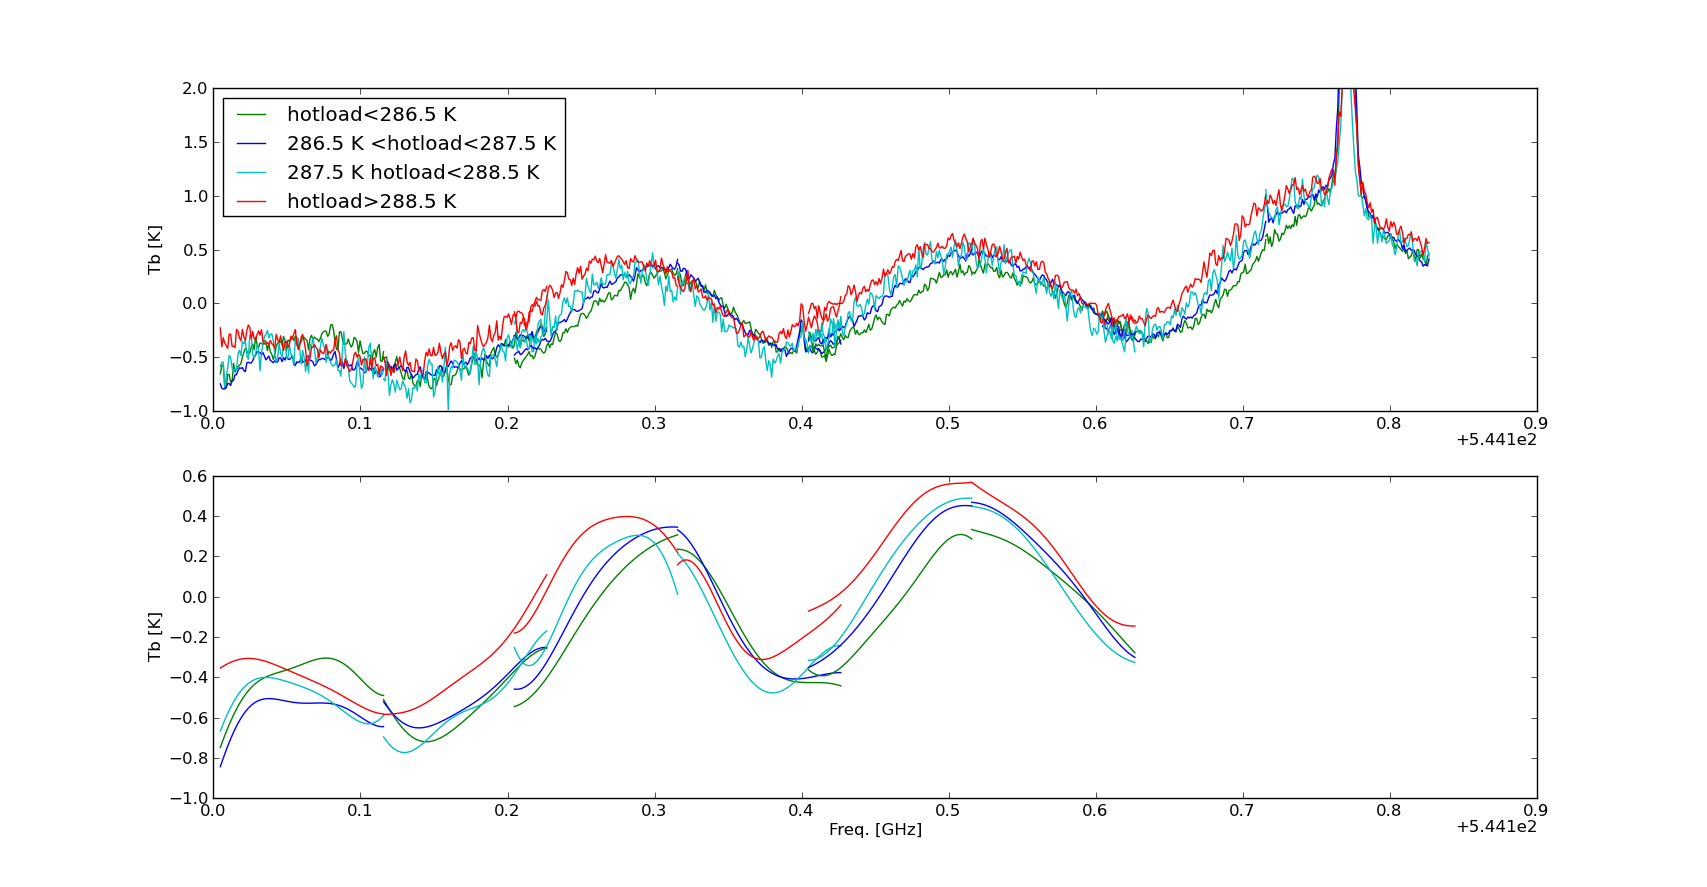 2.0
1.5
1.0
0.5
0.0
−0.5
−1.0
Tb [K]
hotload<286.5 K
286.5 K <hotload<287.5 K
287.5 K hotload<288.5 K
hotload>288.5 K
0.0 0.1 0.2 0.3 0.4 0.5 0.6 0.7 0.8 0.9
+5.441e2
0.6
0.4
0.2
0.0
−0.2
−0.4
−0.6
−0.8
−1.0
Tb [K]
0.0 0.1 0.2 0.3 0.4 0.5 0.6 0.7 0.8 0.9
Freq. [GHz]
+5.441e2